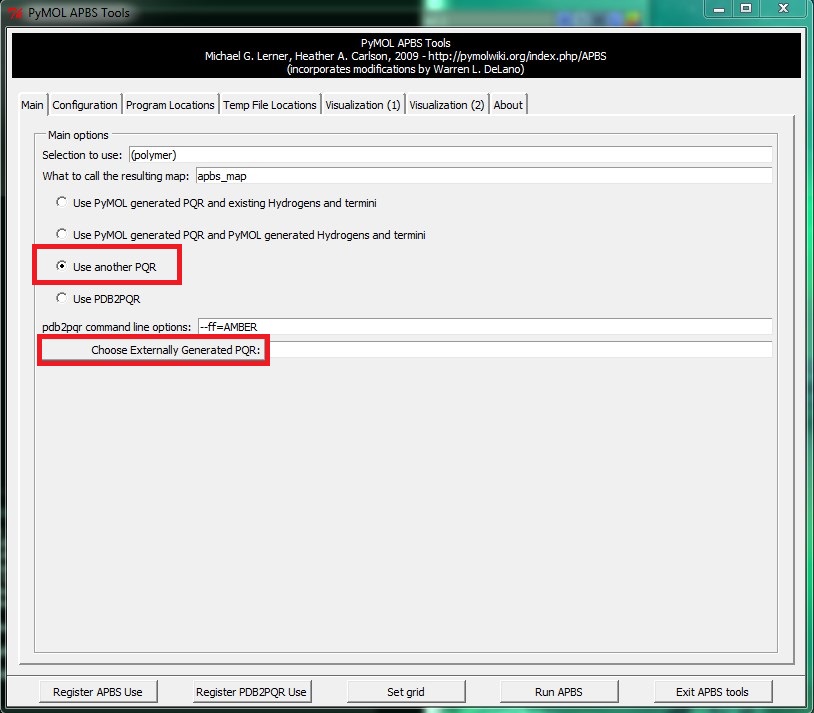 PyMOL APBS Tools
PyMOL APBS Tools
Michael G. Lerner, Heather A. Carlson, 2009 - http://pymolwiki.org/index.php/APBS
(incorporates modifications by Warren L. DeLano)
Main Configuration Program Locations Temp File Locations Visualization (1) Visualization (2) About
Main options
Selection to use: (polymer)
What to call the resulting map: apbs_map
Use PyMOL generated PQR and existing Hydrogens and termini
Use PyMOL generated PQR and PyMOL generated Hydrogens and termini
Use another PQR
Use PDB2PQR
pdb2pqr command line options: --ff=AMBER
Choose Externally Generated PQR:
Register APBS Use Register PDB2PQR Use Set grid Run APBS Exit APBS tools